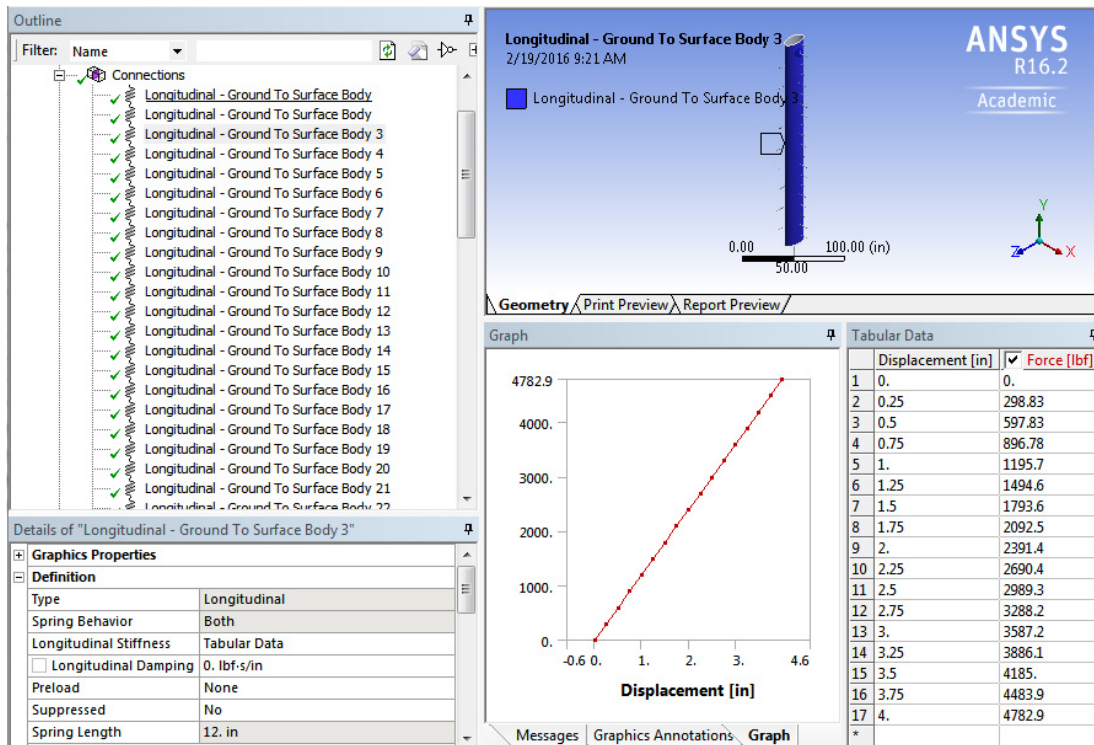 Outline
Filter: Name
Connections
Longitudinal - Ground To Surface Body
Longitudinal - Ground To Surface Body
Longitudinal - Ground To Surface Body 3
Longitudinal - Ground To Surface Body 4
Longitudinal - Ground To Surface Body 5
Longitudinal - Ground To Surface Body 6
Longitudinal - Ground To Surface Body 7
Longitudinal - Ground To Surface Body 8
Longitudinal - Ground To Surface Body 9
Longitudinal - Ground To Surface Body 10
Longitudinal - Ground To Surface Body 11
Longitudinal - Ground To Surface Body 12
Longitudinal - Ground To Surface Body 13
Longitudinal - Ground To Surface Body 14
Longitudinal - Ground To Surface Body 15
Longitudinal - Ground To Surface Body 16
Longitudinal - Ground To Surface Body 17
Longitudinal - Ground To Surface Body 18
Longitudinal - Ground To Surface Body 19
Longitudinal - Ground To Surface Body 20
Longitudinal - Ground To Surface Body 21
Longitudinal - Ground To Surface Body 22
Details of "Longitudinal - Ground To Surface Body 3"
Graphics Properties
Definition
Type Longitudinal
Spring Behavior Both
Longitudinal Stiffness Tabular Data
Longitudinal Damping 0. lbf·s/in
Preload None
Suppressed No
Spring Length 12. in
Longitudinal - Ground To Surface Body 3
2/19/2016 9:21 AM
Longitudinal - Ground To Surface Body 3
ANSYS
R16.2
Academic
Y
Z
X
0.00 100.00 (in)
50.00
Geometry Print Preview Report Preview
Graph
4782.9
4000.
3000.
2000.
1000.
0.
-0.6 0. 1. 2. 3. 4.6
Displacement [in]
Messages Graphics Annotations Graph
Tabular Data
Displacement [in] Force [lbf]
1 0. 0.
2 0.25 298.83
3 0.5 597.83
4 0.75 896.78
5 1. 1195.7
6 1.25 1494.6
7 1.5 1793.6
8 1.75 2092.5
9 2. 2391.4
10 2.25 2690.4
11 2.5 2989.3
12 2.75 3288.2
13 3. 3587.2
14 3.25 3886.1
15 3.5 4185.
16 3.75 4483.9
17 4. 4782.9
*